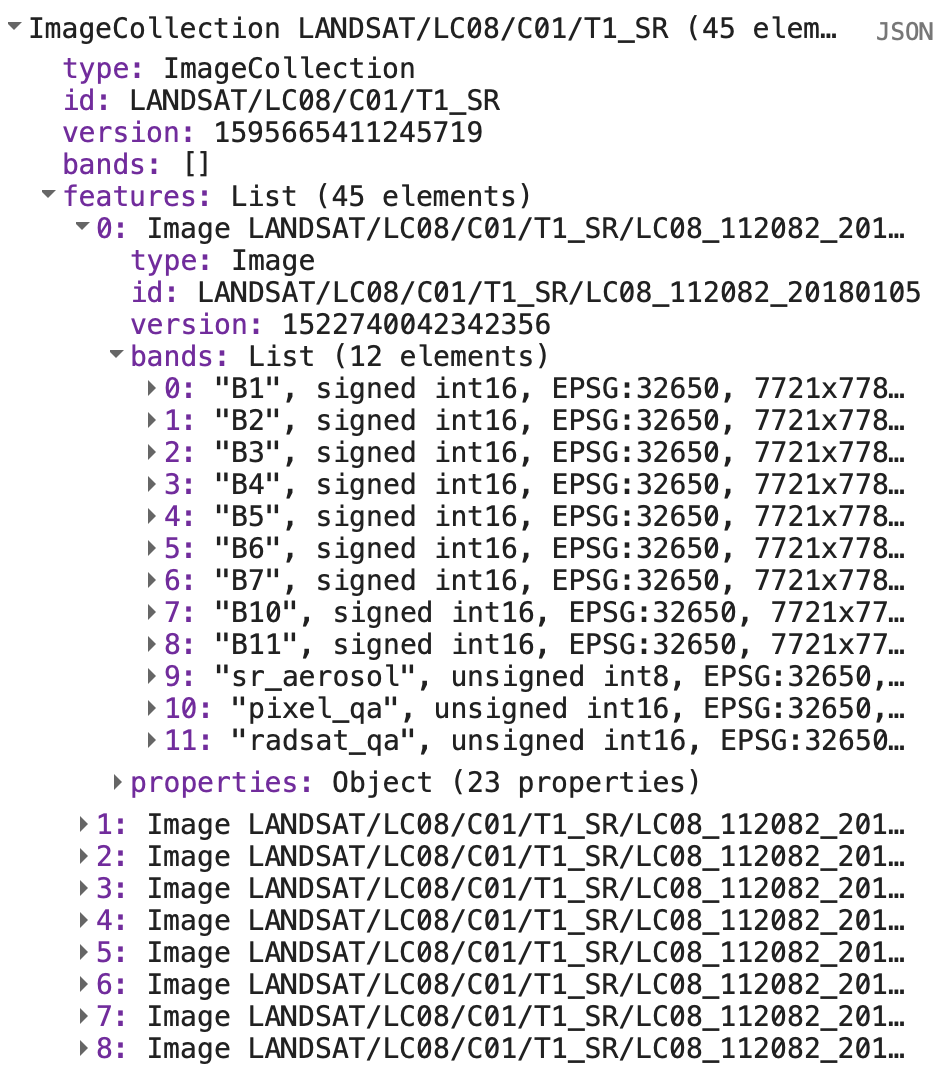 ImageCollection LANDSAT/LC08/C01/T1_SR (45 elem… JSON
type: ImageCollection
id: LANDSAT/LC08/C01/T1_SR
version: 1595665411245719
bands: []
features: List (45 elements)
0: Image LANDSAT/LC08/C01/T1_SR/LC08_112082_201…
type: Image
id: LANDSAT/LC08/C01/T1_SR/LC08_112082_20180105
version: 1522740042342356
bands: List (12 elements)
0: "B1", signed int16, EPSG:32650, 7721x778…
1: "B2", signed int16, EPSG:32650, 7721x778…
2: "B3", signed int16, EPSG:32650, 7721x778…
3: "B4", signed int16, EPSG:32650, 7721x778…
4: "B5", signed int16, EPSG:32650, 7721x778…
5: "B6", signed int16, EPSG:32650, 7721x778…
6: "B7", signed int16, EPSG:32650, 7721x778…
7: "B10", signed int16, EPSG:32650, 7721x77…
8: "B11", signed int16, EPSG:32650, 7721x77…
9: "sr_aerosol", unsigned int8, EPSG:32650,…
10: "pixel_qa", unsigned int16, EPSG:32650,…
11: "radsat_qa", unsigned int16, EPSG:32650…
properties: Object (23 properties)
1: Image LANDSAT/LC08/C01/T1_SR/LC08_112082_201…
2: Image LANDSAT/LC08/C01/T1_SR/LC08_112082_201…
3: Image LANDSAT/LC08/C01/T1_SR/LC08_112082_201…
4: Image LANDSAT/LC08/C01/T1_SR/LC08_112082_201…
5: Image LANDSAT/LC08/C01/T1_SR/LC08_112082_201…
6: Image LANDSAT/LC08/C01/T1_SR/LC08_112082_201…
7: Image LANDSAT/LC08/C01/T1_SR/LC08_112082_201…
8: Image LANDSAT/LC08/C01/T1_SR/LC08_112082_201…